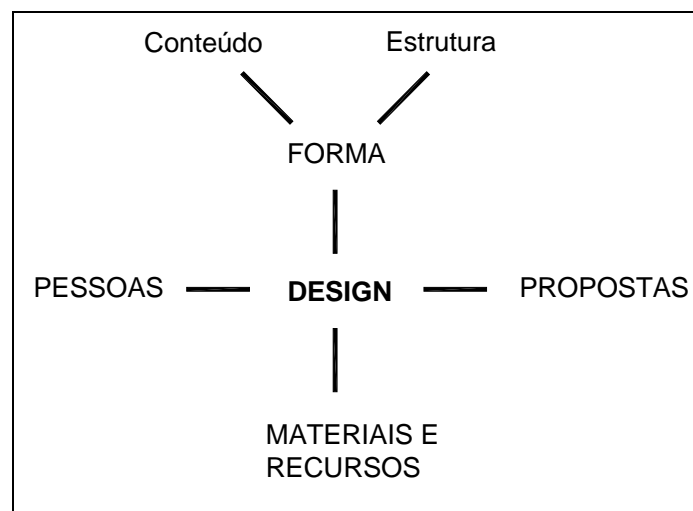 Conteúdo Estrutura
FORMA
PESSOAS DESIGN PROPOSTAS
MATERIAIS E
RECURSOS